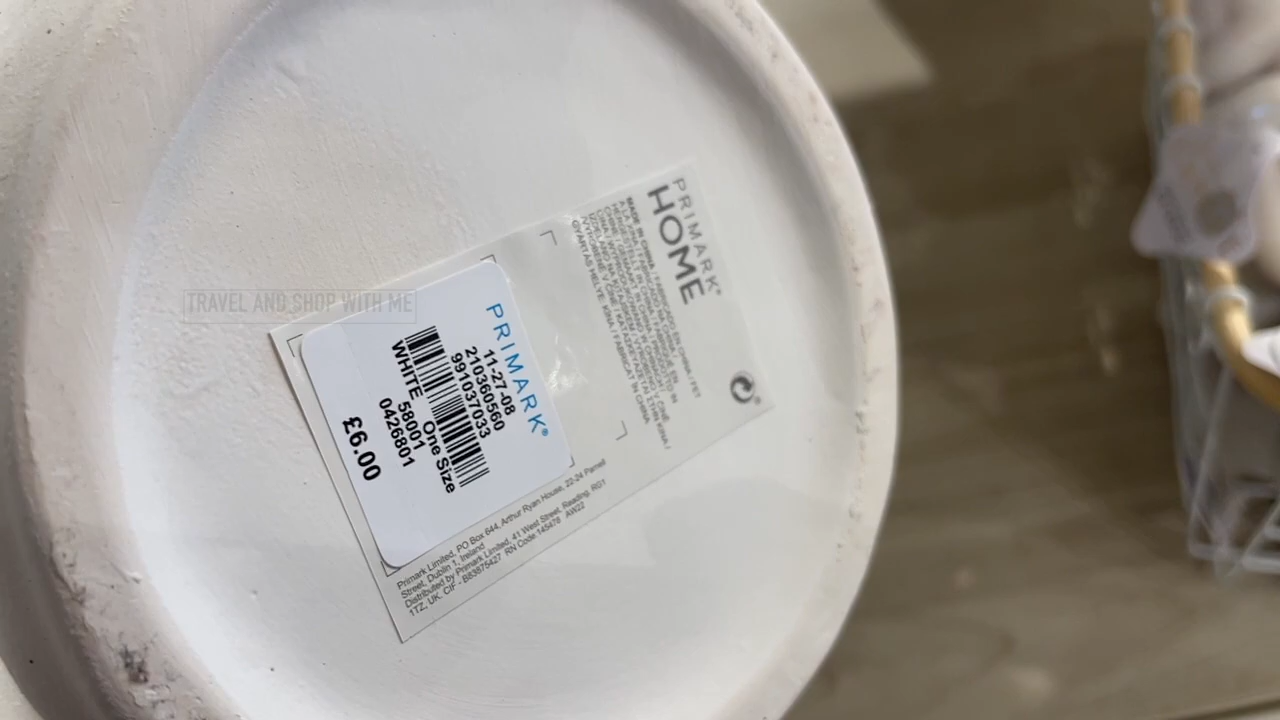 TRAVEL AND SHOP WITH ME
PRIMARK®
HOME
MADE IN CHINA
PRIMARK®
11-27-08
210360560
991037033
One Size
WHITE 58001
0426801
£6.00
Primark Limited, PO Box 644, Arthur Ryan House, 22-24 Parnell
Street, Dublin 1, Ireland
Distributed by Primark Limited, 41 West Street, Reading, RG1
1TZ, UK. CIF - B83875427 RN Code:145478 AW22